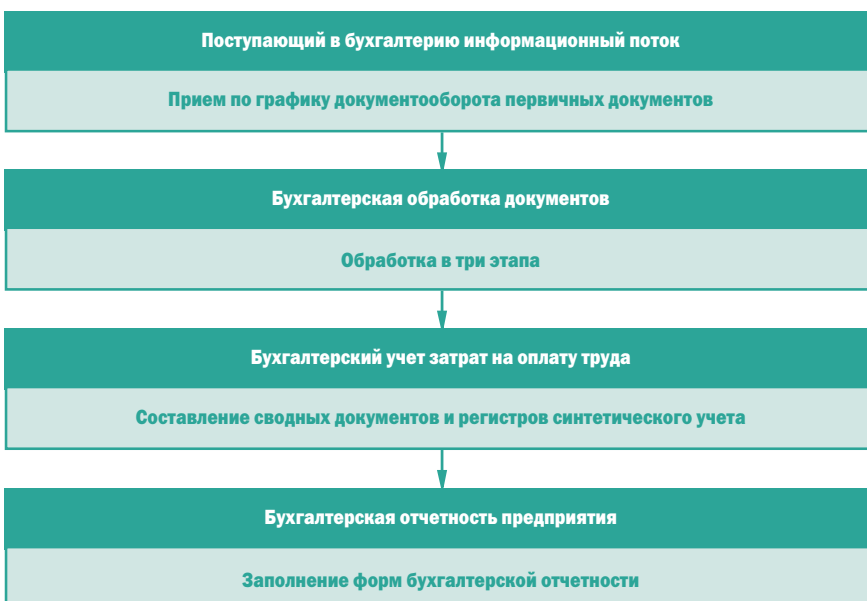 Поступающий в бухгалтерию информационный поток
Прием по графику документооборота первичных документов
Бухгалтерская обработка документов
Обработка в три этапа
Бухгалтерский учет затрат на оплату труда
Составление сводных документов и регистров синтетического учета
Бухгалтерская отчетность предприятия
Заполнение форм бухгалтерской отчетности